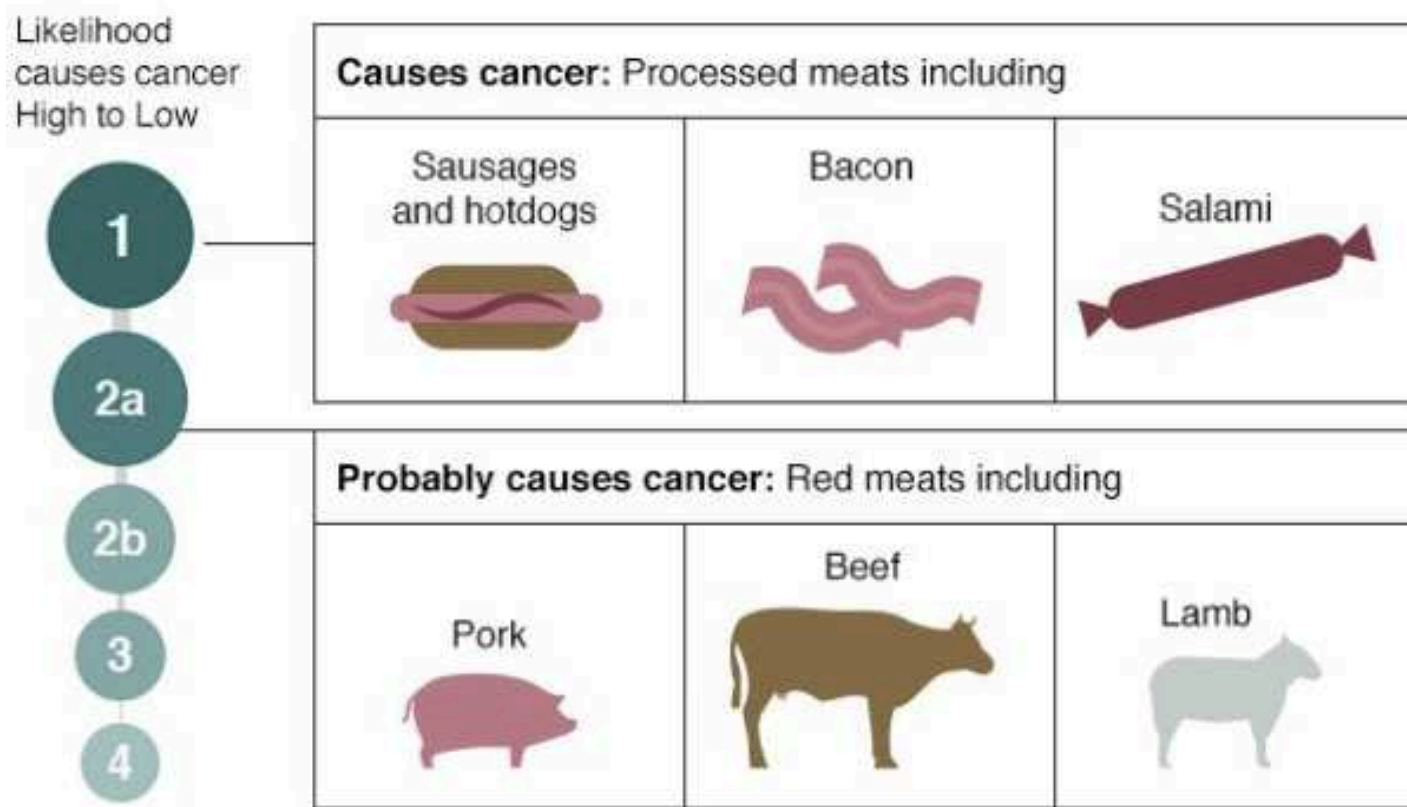 Likelihood
causes cancer
High to Low
1
2a
2b
3
4
Causes cancer: Processed meats including
Sausages
and hotdogs
Bacon
Salami
Probably causes cancer: Red meats including
Pork
Beef
Lamb